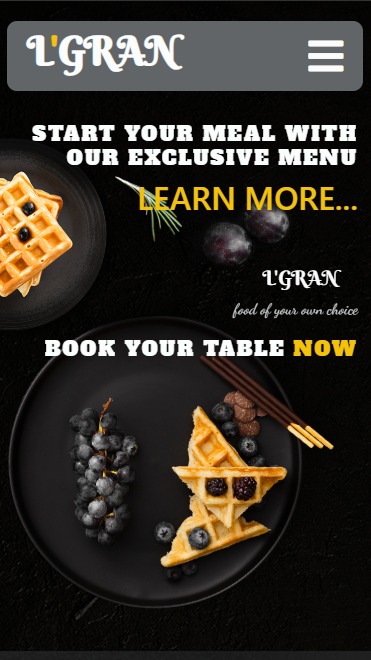 L'GRAN
START YOUR MEAL WITH
OUR EXCLUSIVE MENU
LEARN MORE...
L'GRAN
food of your own choice
BOOK YOUR TABLE NOW